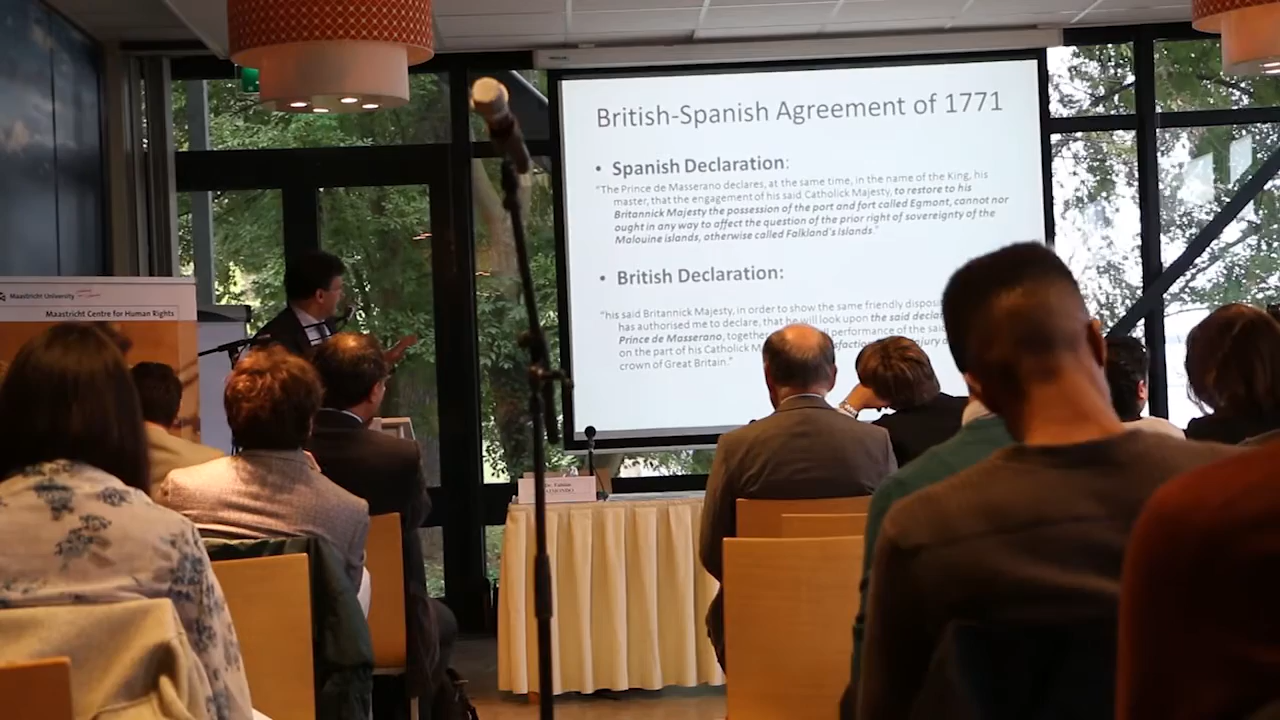 British-Spanish Agreement of 1771
• Spanish Declaration:
"The Prince de Masserano declares, at the same time, in the name of the King, his
master, that the engagement of his said Catholick Majesty, to restore to his
Britannick Majesty the possession of the port and fort called Egmont, cannot nor
ought in any way to affect the question of the prior right of sovereignty of the
Malouine islands, otherwise called Falkland's Islands."
• British Declaration:
"his said Britannick Majesty, in order to show the same friendly
has authorised me to declare, that he will look upon the said
Prince de Masserano, performance of the said
on the part of his Catholick
crown of Great Britain."
Maastricht University
Maastricht Centre for Human Rights
Dr. Fabián